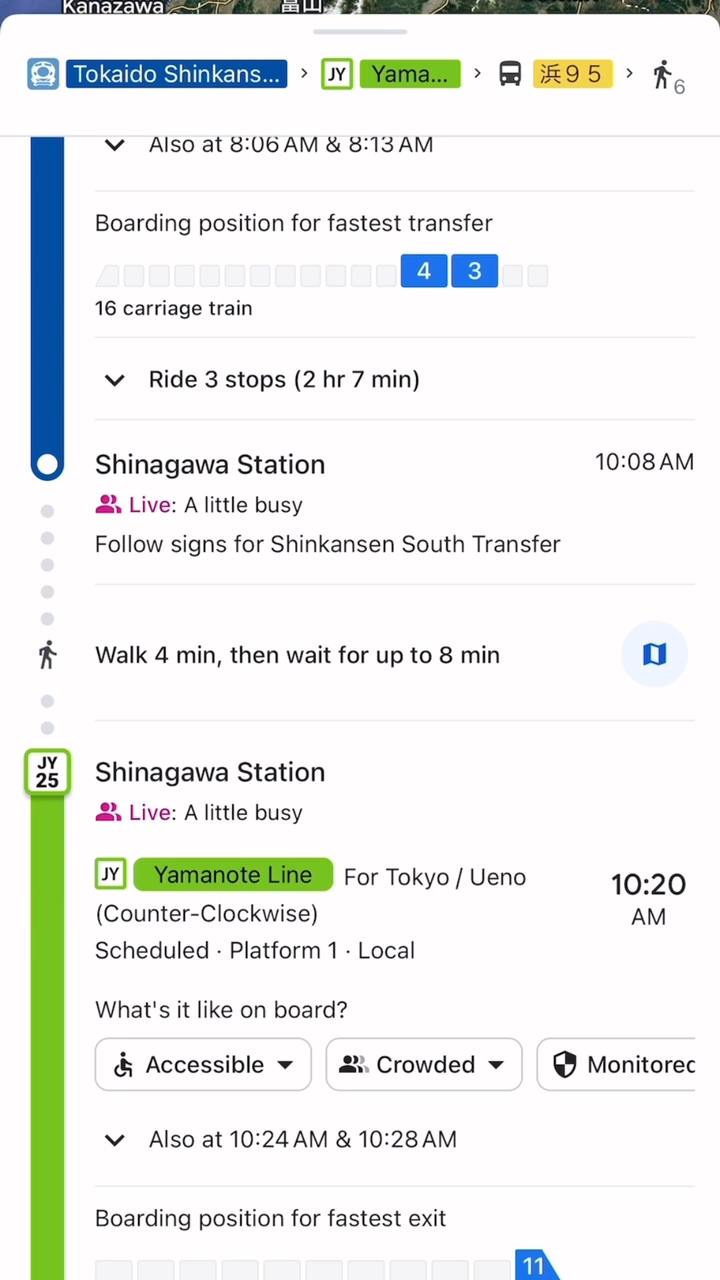 Kanazawa
富山
Tokaido Shinkans... JY Yama... 浜９５ 6
Also at 8:06 AM & 8:13 AM
Boarding position for fastest transfer
4 3
16 carriage train
Ride 3 stops (2 hr 7 min)
Shinagawa Station 10:08 AM
Live: A little busy
Follow signs for Shinkansen South Transfer
Walk 4 min, then wait for up to 8 min
JY
25
Shinagawa Station
Live: A little busy
JY Yamanote Line For Tokyo / Ueno
(Counter-Clockwise)
10:20
AM
Scheduled · Platform 1 · Local
What's it like on board?
Accessible Crowded Monitored
Also at 10:24 AM & 10:28 AM
Boarding position for fastest exit
11